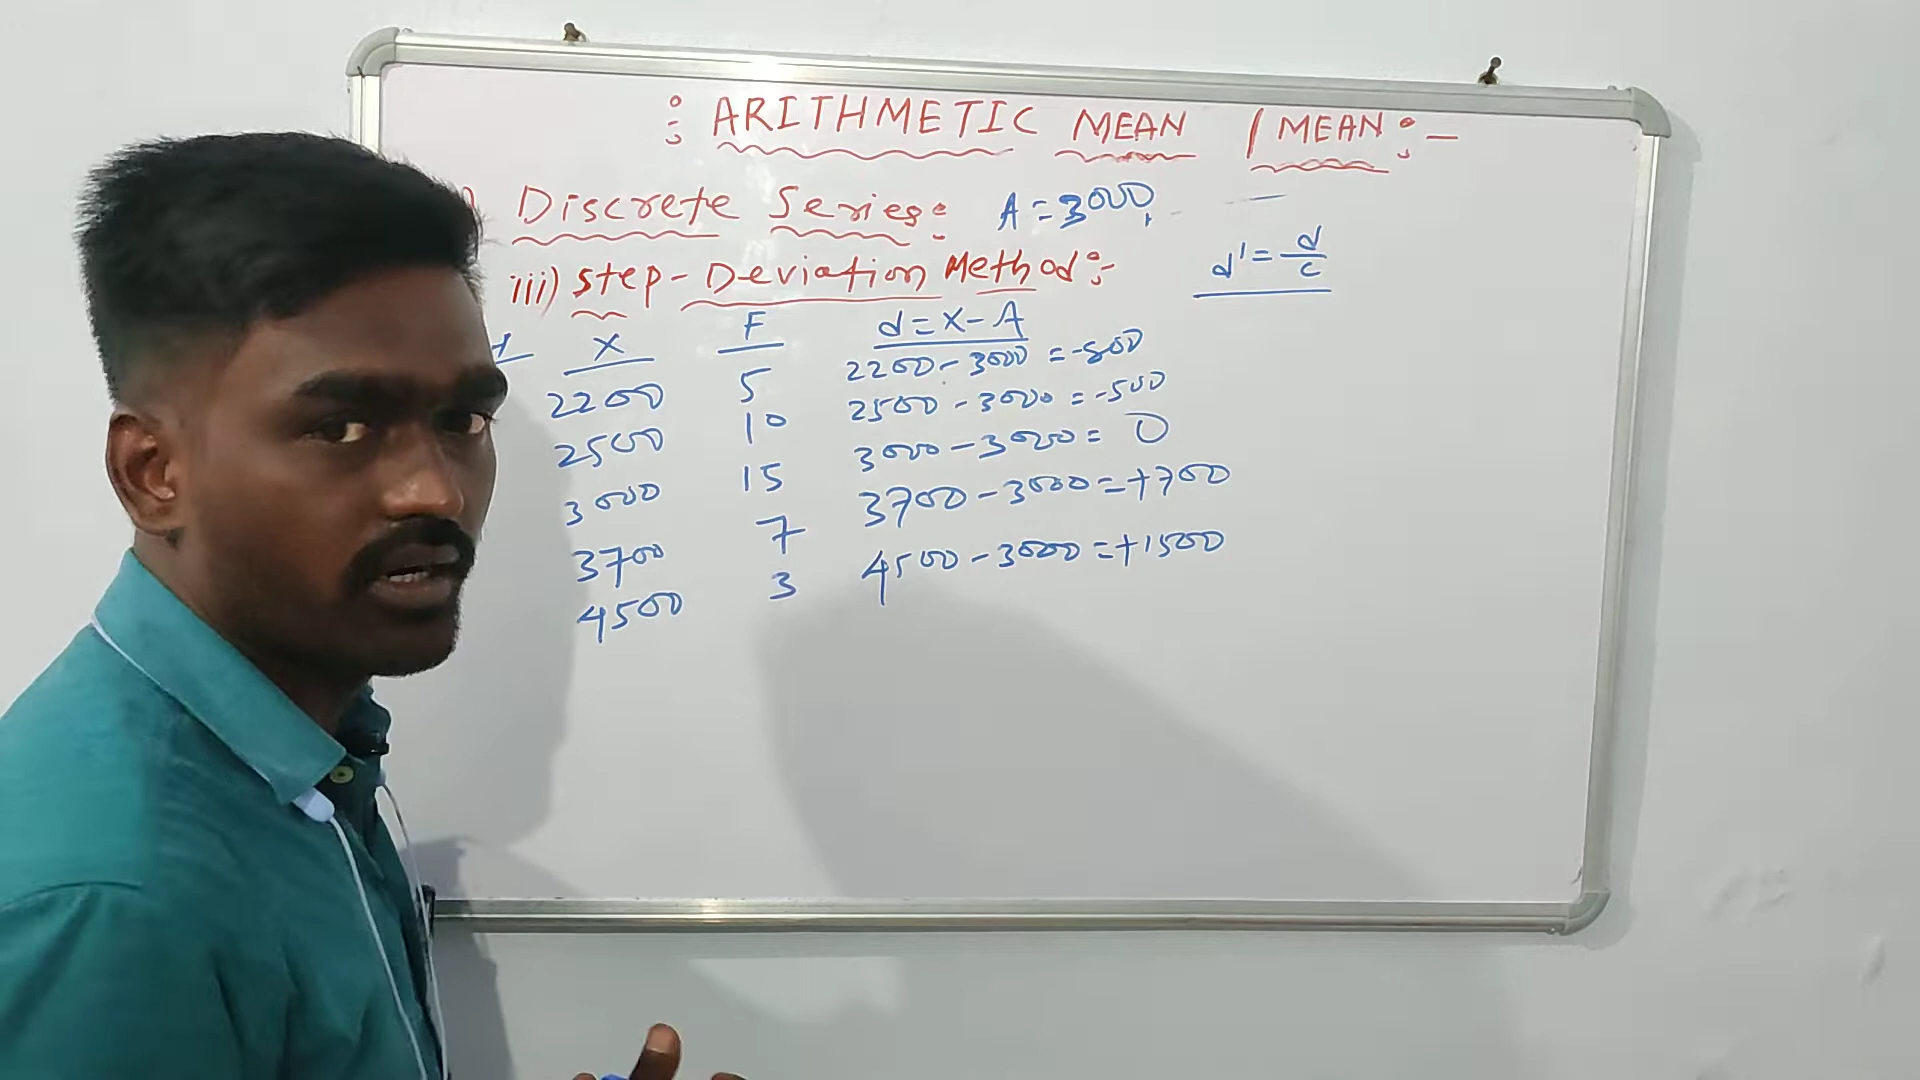 : ARITHMETIC MEAN / MEAN :-
) Discrete Series: A = 3000,
iii) Step-Deviation Method:- d' = d/c
X F d = X - A
2200 5 2200 - 3000 = -800
2500 10 2500 - 3000 = -500
3000 15 3000 - 3000 = 0
3700 7 3700 - 3000 = +700
4500 3 4500 - 3000 = +1500